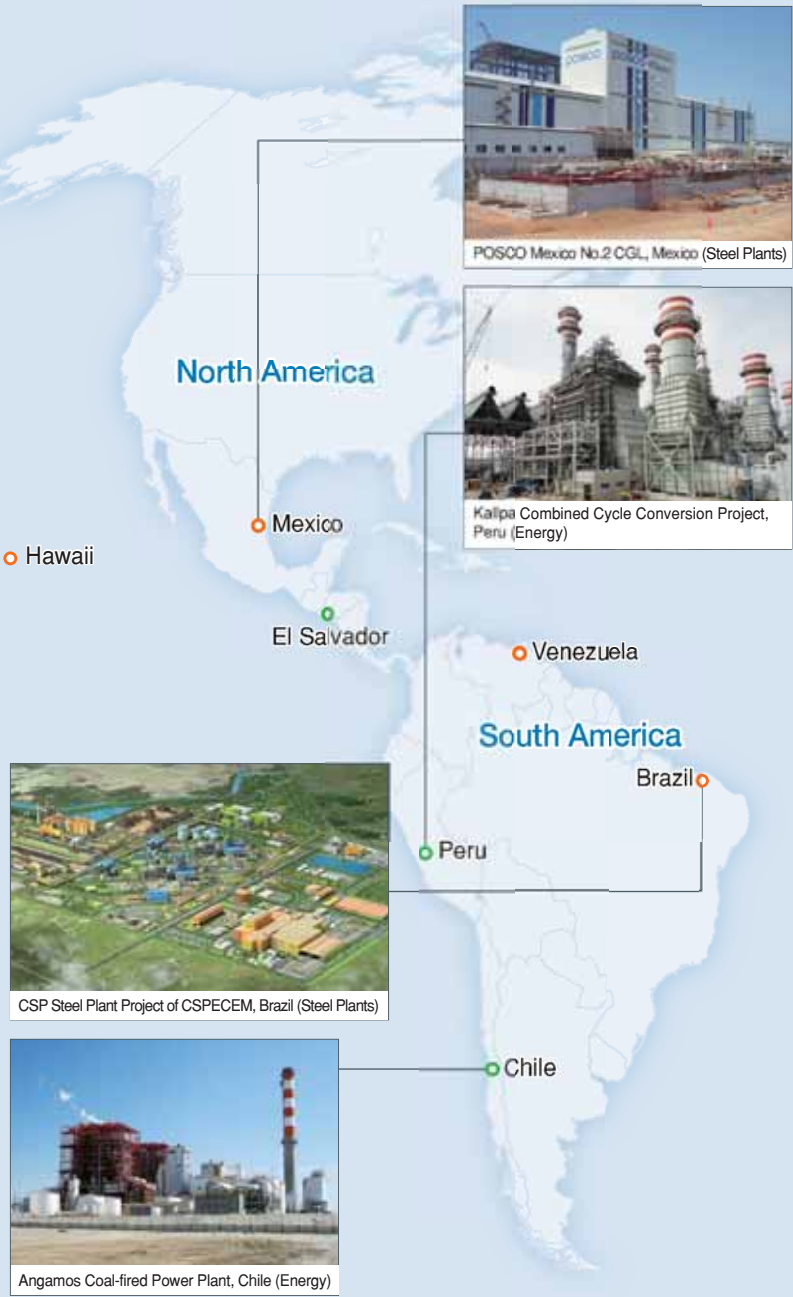 POSCO
POSCO Mexico No.2 CGL, Mexico (Steel Plants)
North America
Kallpa Combined Cycle Conversion Project,
Peru (Energy)
Mexico
Hawaii
El Salvador
Venezuela
South America
Brazil
Peru
CSP Steel Plant Project of CSPECEM, Brazil (Steel Plants)
Chile
Angamos Coal-fired Power Plant, Chile (Energy)